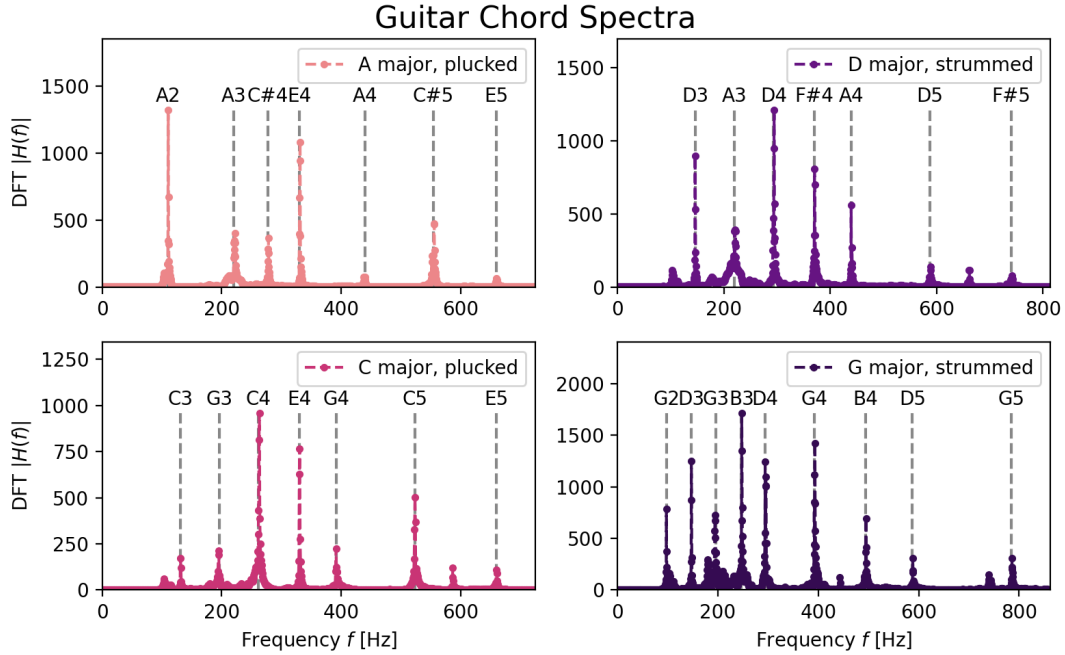 Guitar Chord Spectra
DFT |H(f)|
A major, plucked
A2 A3 C#4 E4 A4 C#5 E5
1500
1000
500
0
0 200 400 600
D major, strummed
D3 A3 D4 F#4 A4 D5 F#5
1500
1000
500
0
0 200 400 600 800
DFT |H(f)|
C major, plucked
C3 G3 C4 E4 G4 C5 E5
1250
1000
750
500
250
0
0 200 400 600
Frequency f [Hz]
G major, strummed
G2 D3 G3 B3 D4 G4 B4 D5 G5
2000
1500
1000
500
0
0 200 400 600 800
Frequency f [Hz]